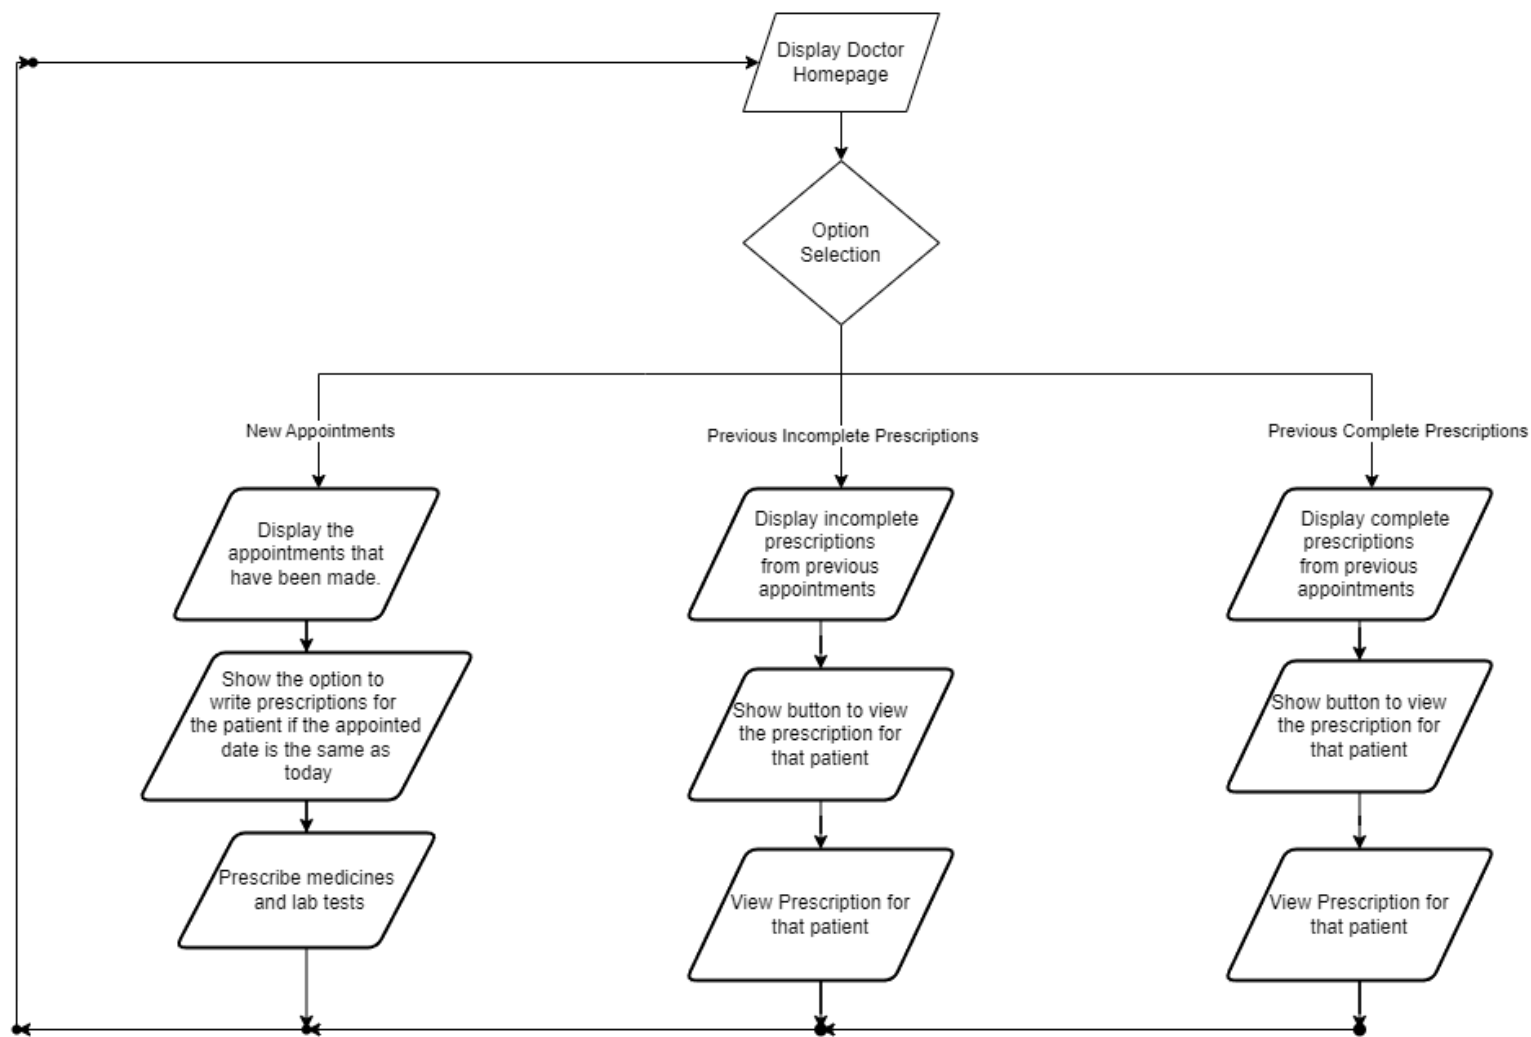 Display Doctor
Homepage
Option
Selection
New Appointments
Previous Incomplete Prescriptions
Previous Complete Prescriptions
Display the
appointments that
have been made.
Display incomplete
prescriptions
from previous
appointments
Display complete
prescriptions
from previous
appointments
Show the option to
write prescriptions for
the patient if the appointed
date is the same as
today
Show button to view
the prescription for
that patient
Show button to view
the prescription for
that patient
Prescribe medicines
and lab tests
View Prescription for
that patient
View Prescription for
that patient